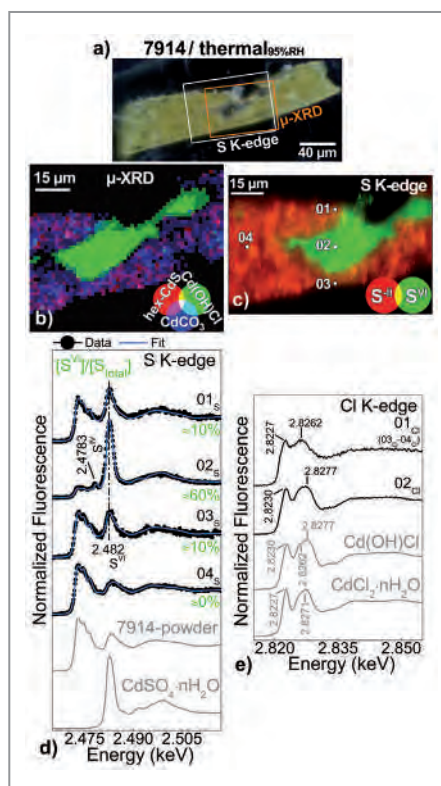 a) 7914 / thermal95%RH
μ-XRD
S K-edge
40 μm
15 μm μ-XRD
hex-CdS
Cd(OH)Cl
CdCO3
b)
15 μm S K-edge
01
04
02
03
S-II
SVI
c)
Data Fit
[SVI]/[STotal] S K-edge
01S
≈10%
2.4783
SIV
02S
≈60%
03S
≈10%
2.482
SVI
04S
≈0%
7914-powder
CdSO4·nH2O
Normalized Fluorescence
2.475 2.490 2.505
d) Energy (keV)
Cl K-edge
2.8227
2.8262
01Cl
(03Cl-04Cl)
2.8230
2.8277
02Cl
2.8277
2.8230
2.8262
Cd(OH)Cl
2.8227
2.8271
CdCl2·nH2O
Normalized Fluorescence
2.820 2.835 2.855
e) Energy (keV)